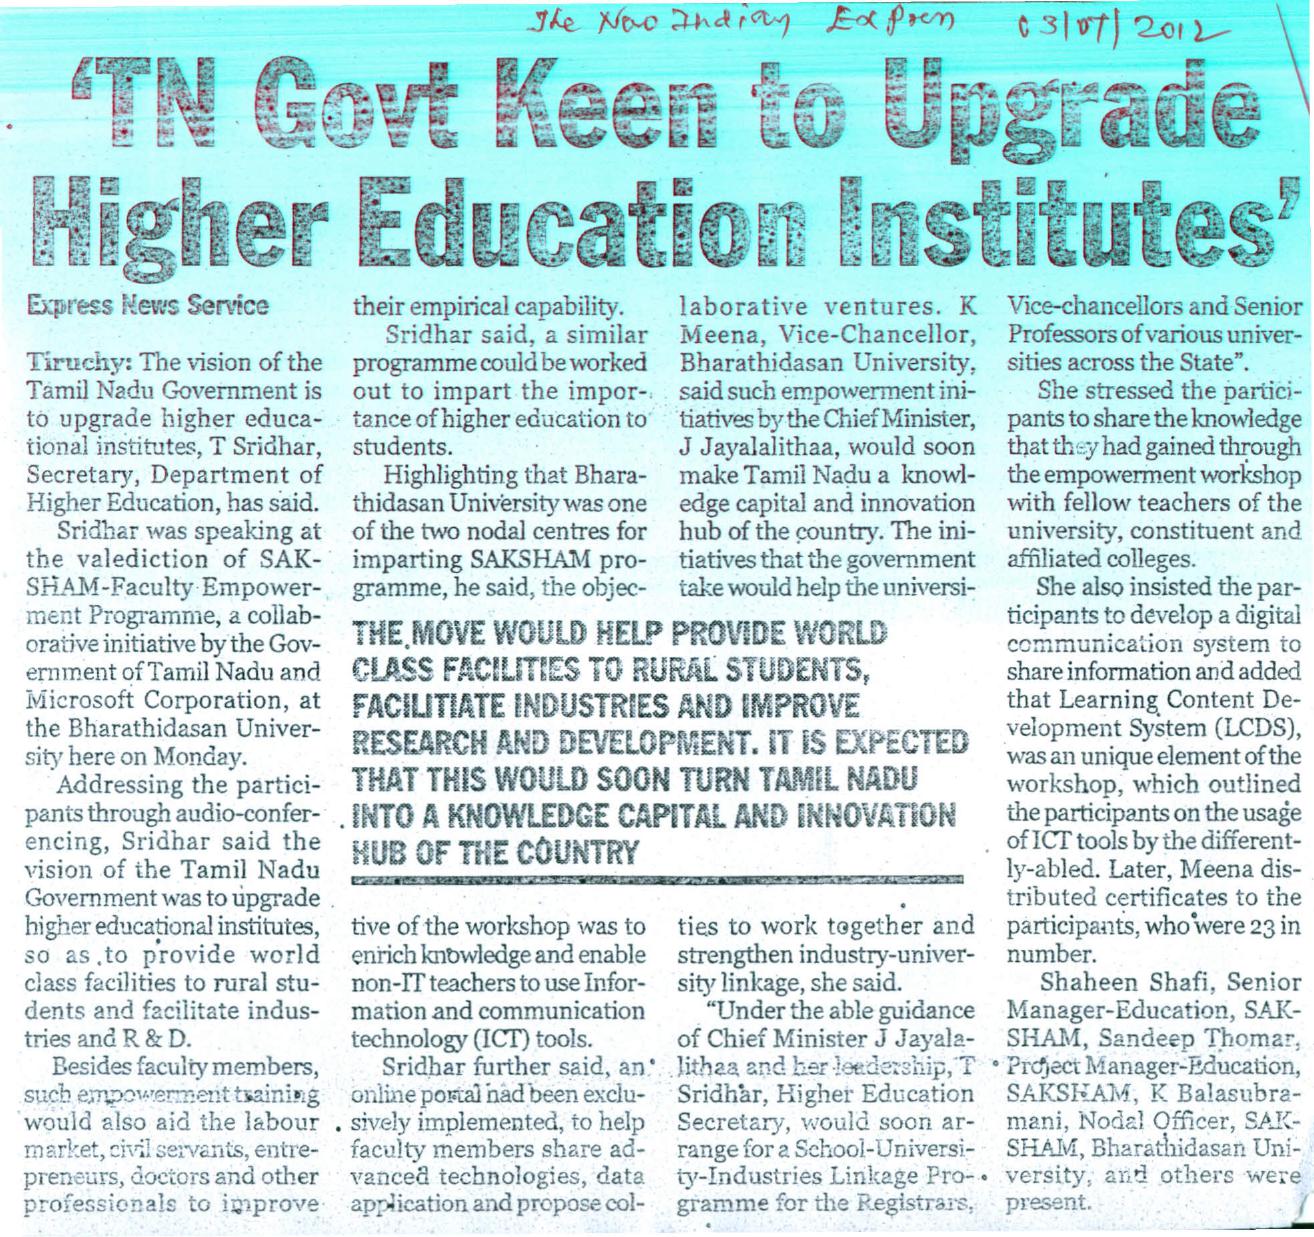 The New Indian Express 03/07/2012
'TN Govt Keen to Upgrade
Higher Education Institutes'
Express News Service
Tiruchy: The vision of the
Tamil Nadu Government is
to upgrade higher educa-
tional institutes, T Sridhar,
Secretary, Department of
Higher Education, has said.
Sridhar was speaking at
the valediction of SAK-
SHAM-Faculty Empower-
ment Programme, a collab-
orative initiative by the Gov-
ernment of Tamil Nadu and
Microsoft Corporation, at
the Bharathidasan Univer-
sity here on Monday.
Addressing the partici-
pants through audio-confer-
encing, Sridhar said the
vision of the Tamil Nadu
Government was to upgrade
higher educational institutes,
so as to provide world
class facilities to rural stu-
dents and facilitate indus-
tries and R & D.
Besides faculty members,
such empowerment training
would also aid the labour
market, civil servants, entre-
preneurs, doctors and other
professionals to improve
their empirical capability.
Sridhar said, a similar
programme could be worked
out to impart the impor-
tance of higher education to
students.
Highlighting that Bhara-
thidasan University was one
of the two nodal centres for
imparting SAKSHAM pro-
gramme, he said, the objec-
THE MOVE WOULD HELP PROVIDE WORLD
CLASS FACILITIES TO RURAL STUDENTS,
FACILITIATE INDUSTRIES AND IMPROVE
RESEARCH AND DEVELOPMENT. IT IS EXPECTED
THAT THIS WOULD SOON TURN TAMIL NADU
INTO A KNOWLEDGE CAPITAL AND INNOVATION
HUB OF THE COUNTRY
tive of the workshop was to
enrich knowledge and enable
non-IT teachers to use Infor-
mation and communication
technology (ICT) tools.
Sridhar further said, an
online portal had been exclu-
sively implemented, to help
faculty members share ad-
vanced technologies, data
application and propose col-
laborative ventures. K
Meena, Vice-Chancellor,
Bharathidasan University,
said such empowerment ini-
tiatives by the Chief Minister,
J Jayalalithaa, would soon
make Tamil Nadu a knowl-
edge capital and innovation
hub of the country. The ini-
tiatives that the government
take would help the universi-
ties to work together and
strengthen industry-univer-
sity linkage, she said.
"Under the able guidance
of Chief Minister J Jayala-
lithaa and her leadership, T
Sridhar, Higher Education
Secretary, would soon ar-
range for a School-Universi-
ty-Industries Linkage Pro-
gramme for the Registrars,
Vice-chancellors and Senior
Professors of various univer-
sities across the State".
She stressed the partici-
pants to share the knowledge
that they had gained through
the empowerment workshop
with fellow teachers of the
university, constituent and
affiliated colleges.
She also insisted the par-
ticipants to develop a digital
communication system to
share information and added
that Learning Content De-
velopment System (LCDS),
was an unique element of the
workshop, which outlined
the participants on the usage
of ICT tools by the different-
ly-abled. Later, Meena dis-
tributed certificates to the
participants, who were 23 in
number.
Shaheen Shafi, Senior
Manager-Education, SAK-
SHAM, Sandeep Thomar,
Project Manager-Education,
SAKSHAM, K Balasubra-
mani, Nodal Officer, SAK-
SHAM, Bharathidasan Uni-
versity, and others were
present.